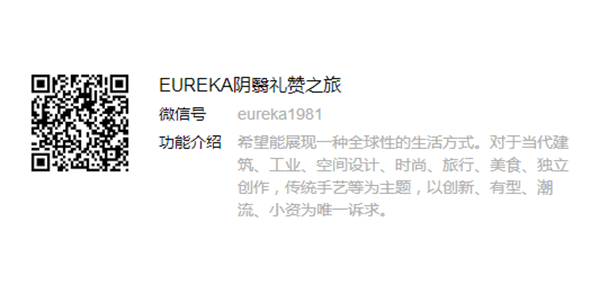 EUREKA阴翳礼赞之旅
微信号 eureka1981
功能介绍 希望能展现一种全球性的生活方式。对于当代建
筑、工业、空间设计、时尚、旅行、美食、独立
创作，传统手艺等为主题，以创新、有型、潮
流、小资为唯一诉求。